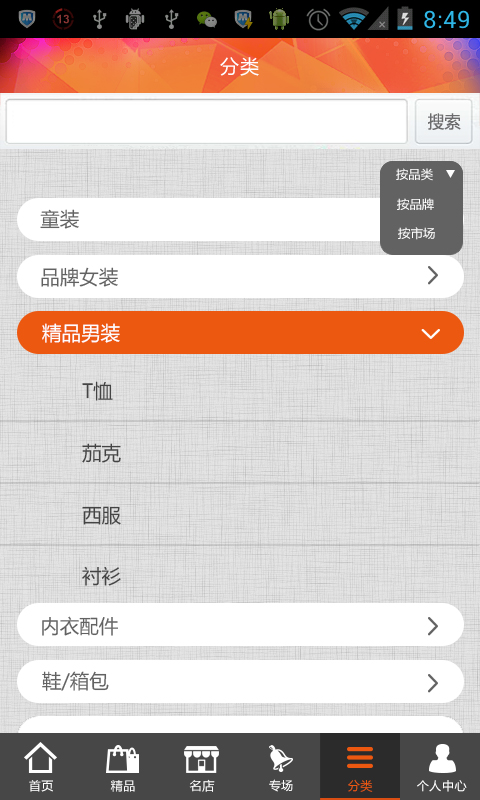 13
8:49
分类
搜索
按品类
按品牌
按市场
童装
品牌女装
精品男装
T恤
茄克
西服
衬衫
内衣配件
鞋/箱包
首页
精品
名店
专场
分类
个人中心